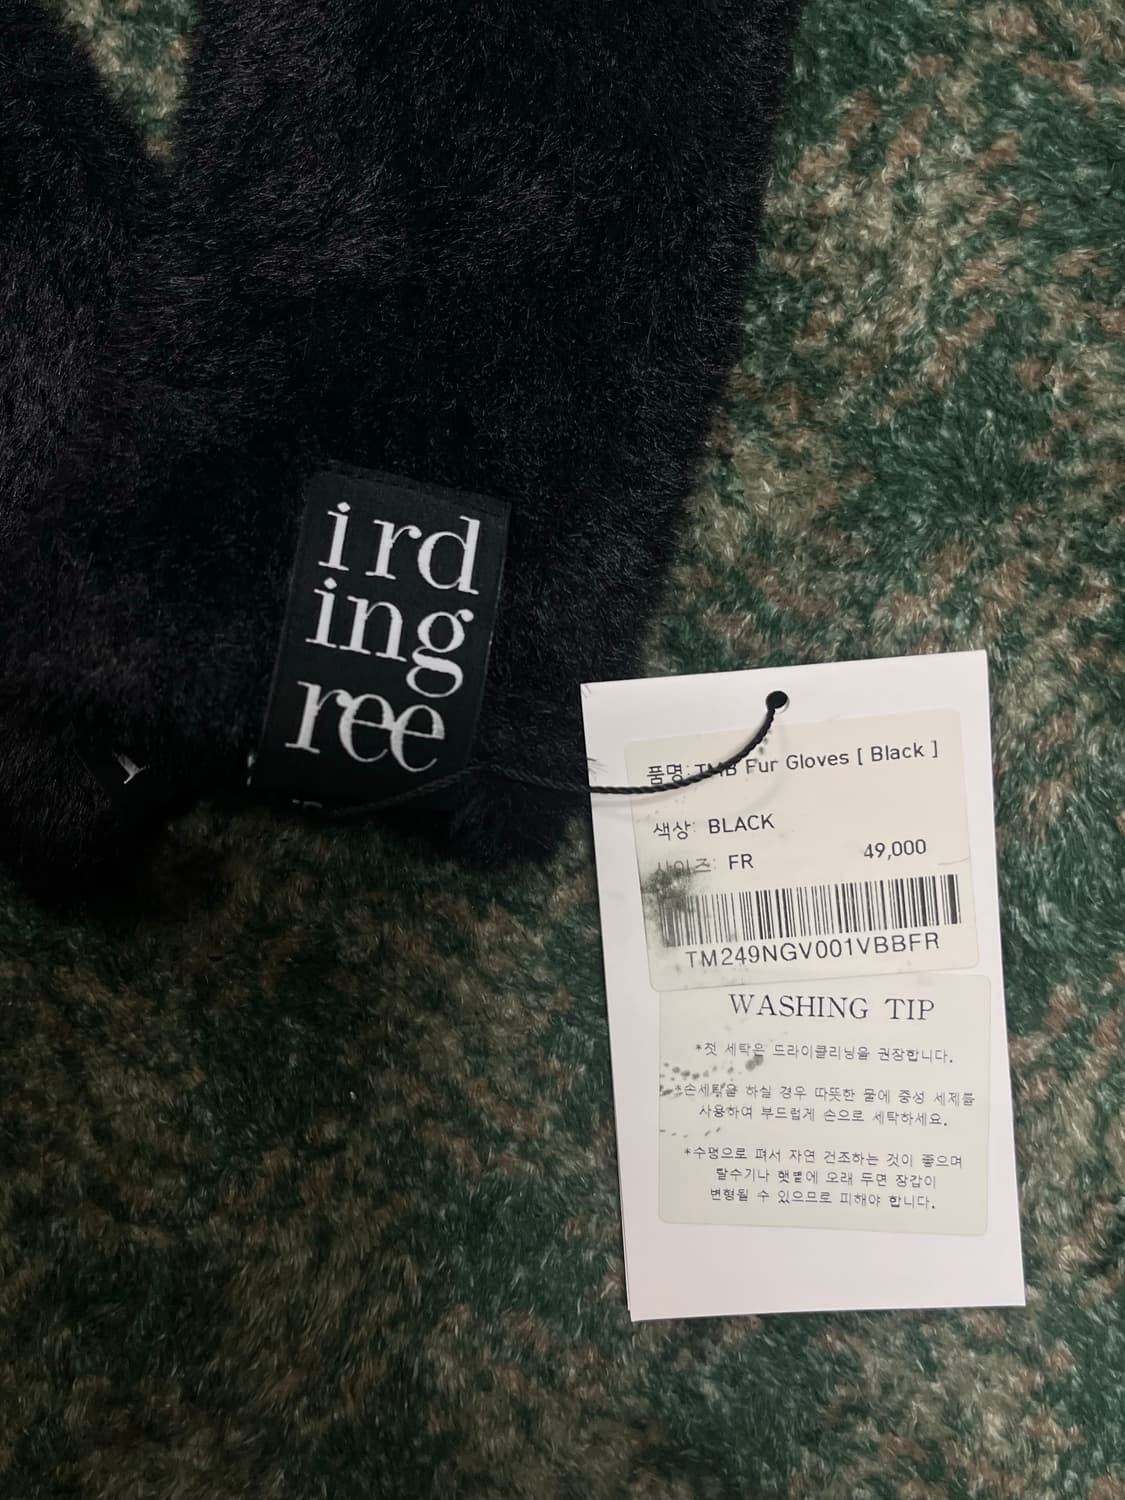 i rd
ing
ree
품명: TMB Fur Gloves [ Black ]
색상: BLACK
사이즈: FR
49,000
TM249NGV001VBBFR
WASHING TIP
*첫 세탁은 드라이클리닝을 권장합니다.
*손세탁을 하실 경우 따뜻한 물에 중성 세제를
사용하여 부드럽게 손으로 세탁하세요.
*수평으로 펴서 자연 건조하는 것이 좋으며
탈수기나 햇볕에 오래 두면 장갑이
변형될 수 있으므로 피해야 합니다.